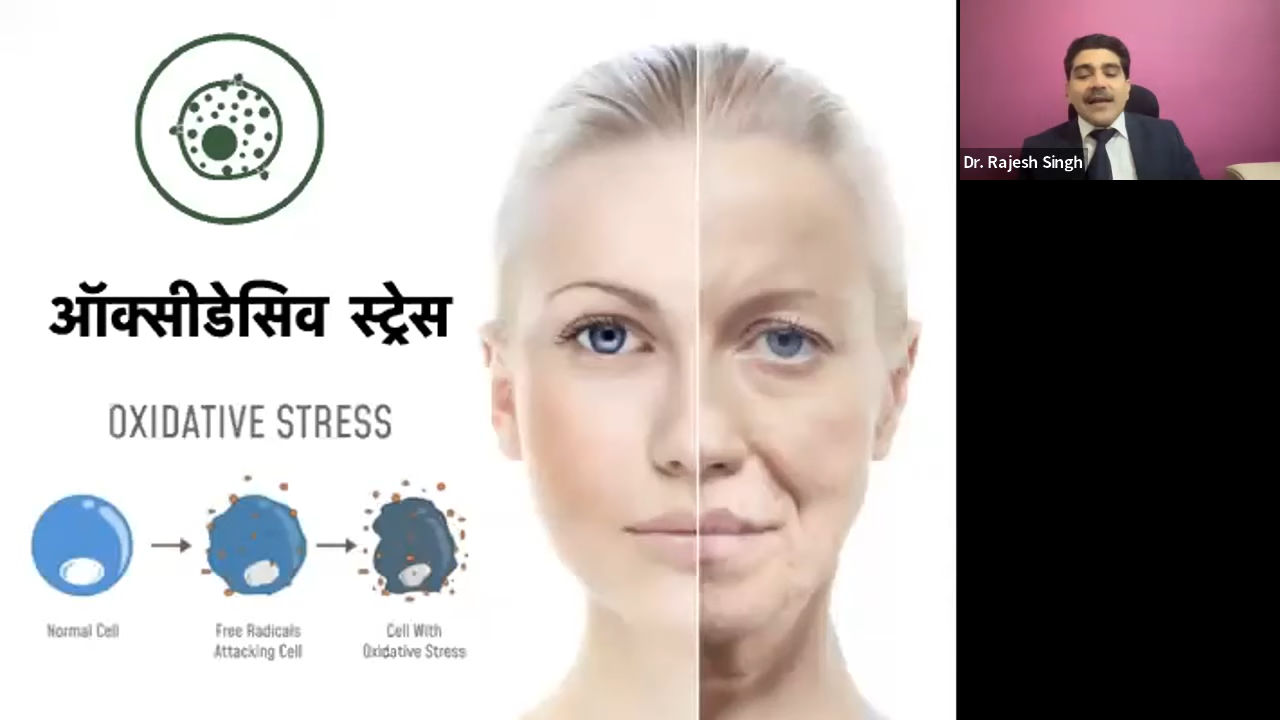 ऑक्सीडेसिव स्ट्रेस
OXIDATIVE STRESS
Normal Cell
Free Radicals
Attacking Cell
Cell With
Oxidative Stress
Dr. Rajesh Singh